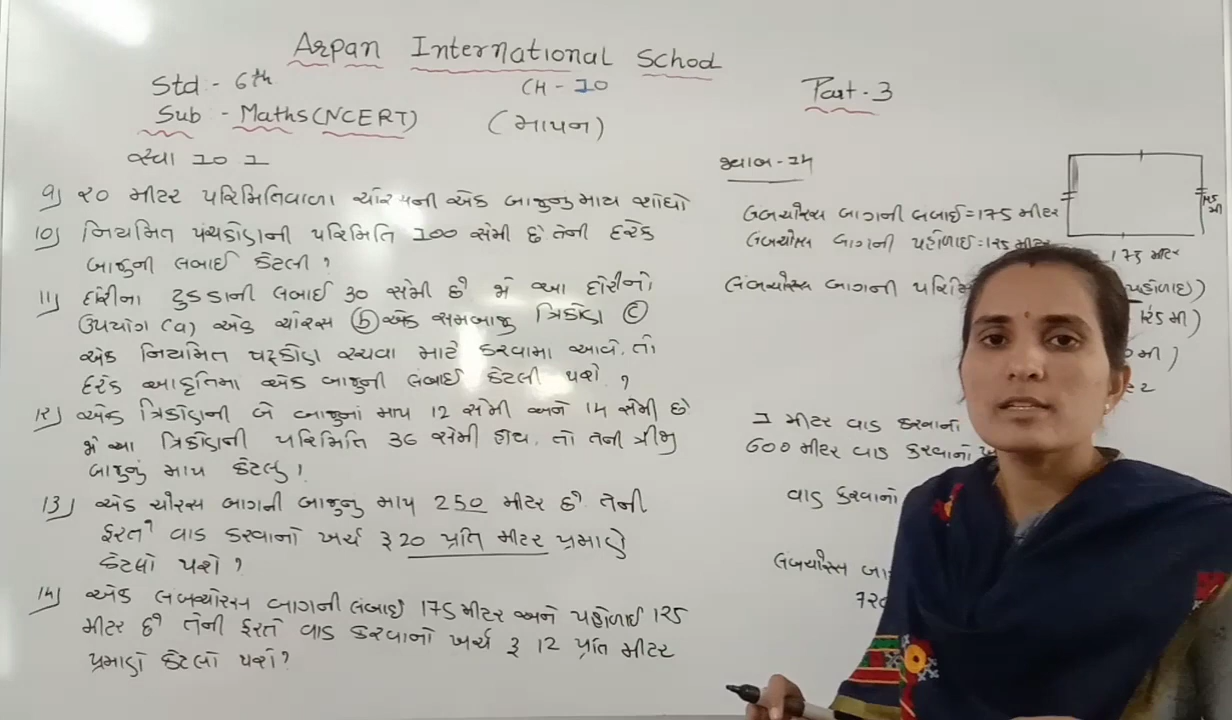 Arpan International School
Std - 6th
CH - 10
Part - 3
Sub - Maths (NCERT)
(માપન)
સ્વા 10 1
9) ૨૦ મીટર પરિમિતિવાળા ચોરસની એક બાજુનુ માપ શોધો
10) નિયમિત પંચકોણની પરિમિતિ 100 સેમી છે તેની દરેક
બાજુની લંબાઈ કેટલી ?
11) દોરીના ટુકડાની લંબાઈ 30 સેમી છે જો આ દોરીનો
ઉપયોગ (a) એક ચોરસ (b) એક સમબાજુ ત્રિકોણ (c)
એક નિયમિત ષટ્કોણ રચવા માટે કરવામા આવે. તો
દરેક આકૃતિમા એક બાજુની લંબાઈ કેટલી થશે ?
12) એક ત્રિકોણની બે બાજુનાં માપ 12 સેમી અને 14 સેમી છે
જો આ ત્રિકોણની પરિમિતિ 36 સેમી હોય. તો તેની ત્રીજી
બાજુનું માપ કેટલુ ?
13) એક ચોરસ બાગની બાજુનુ માપ 250 મીટર છે તેની
ફરતે વાડ કરવાનો ખર્ચ રૂ 20 પ્રતિ મીટર પ્રમાણે
કેટલો થશે ?
14) એક લંબચોરસ બાગની લંબાઈ 175 મીટર અને પહોળાઈ 125
મીટર છે તેની ફરતે વાડ કરવાનો ખર્ચ રૂ 12 પ્રતિ મીટર
પ્રમાણે કેટલો થશે ?
જવાબ - 14
લંબચોરસ બાગની લંબાઈ = 175 મીટર
લંબચોરસ બાગની પહોળાઈ = 125 મીટર
175 મીટર
લંબચોરસ બાગની પરિમિ પહોળાઈ)
125 મી)
મી)
1 મીટર વાડ કરવાનો
600 મીટર વાડ કરવાનો
વાડ કરવાનો
લંબચોરસ બા
720